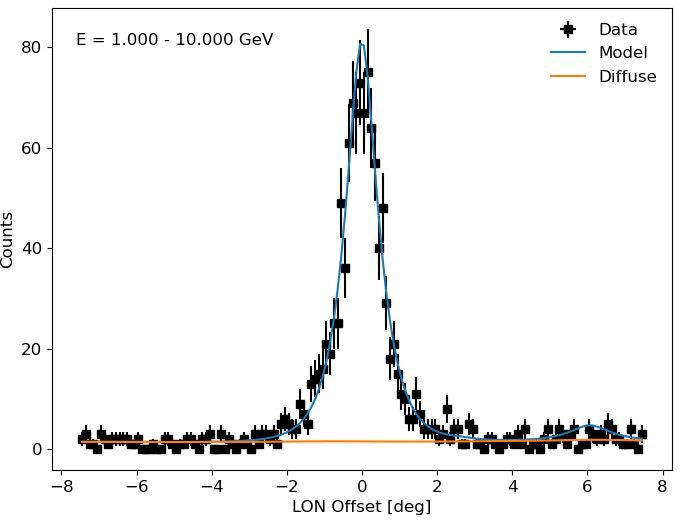 E = 1.000 - 10.000 GeV
Data
Model
Diffuse
Counts
80
60
40
20
0
−8 −6 −4 −2 0 2 4 6 8
LON Offset [deg]